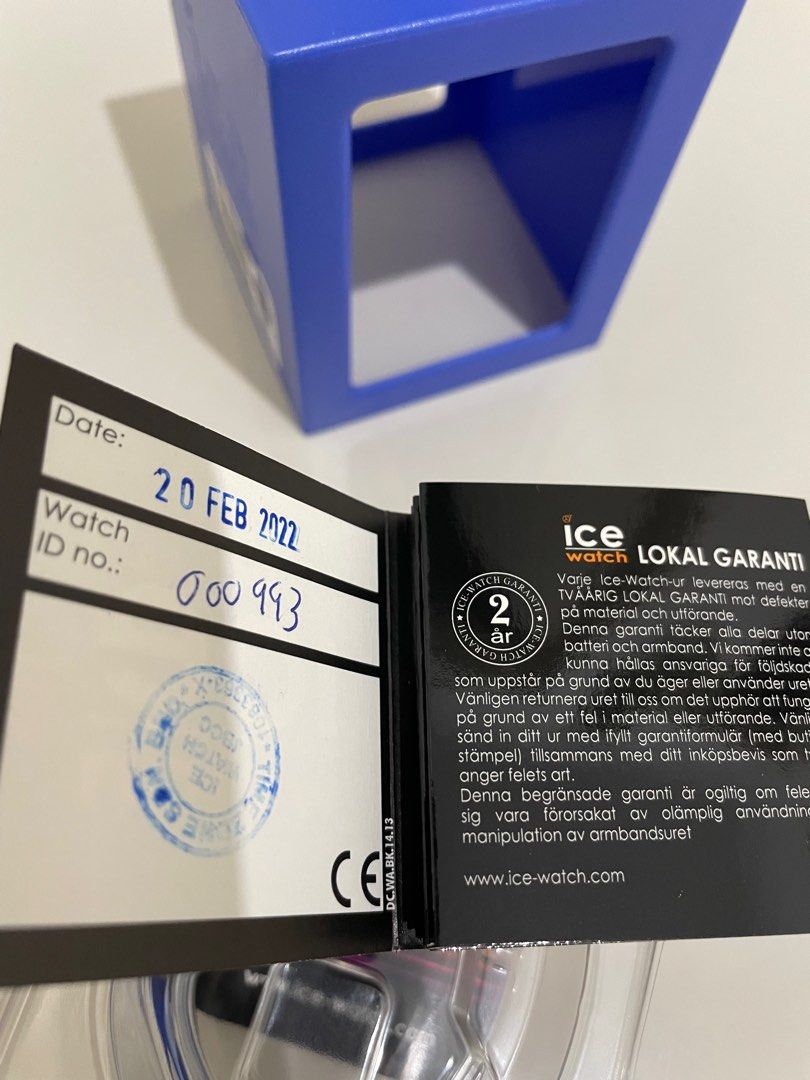 Date:
20 FEB 2022
Watch
ID no.:
000993
TIME ZONE
ICE
WATCH
CE
DC.WA.BK.14.13
ice
watch LOKAL GARANTI
ICE-WATCH GARANTI
ICE-WATCH GARANTI
2
år
Varje Ice-Watch-ur levereras med en
TVÅÅRIG LOKAL GARANTI mot defekter
på material och utförande.
Denna garanti täcker alla delar utom
batteri och armband. Vi kommer inte
kunna hållas ansvariga för
som uppstår på grund av du äger eller använder uret
Vänligen returnera uret till oss om det upphör att
på grund av ett fel i material eller utförande.
sänd in ditt ur med ifyllt garantiformulär (med
stämpel) tillsammans med ditt inköpsbevis som
anger felets art.
Denna begränsade garanti är ogiltig om
sig vara förorsakat av olämplig användning
manipulation av armbandsuret
www.ice-watch.com